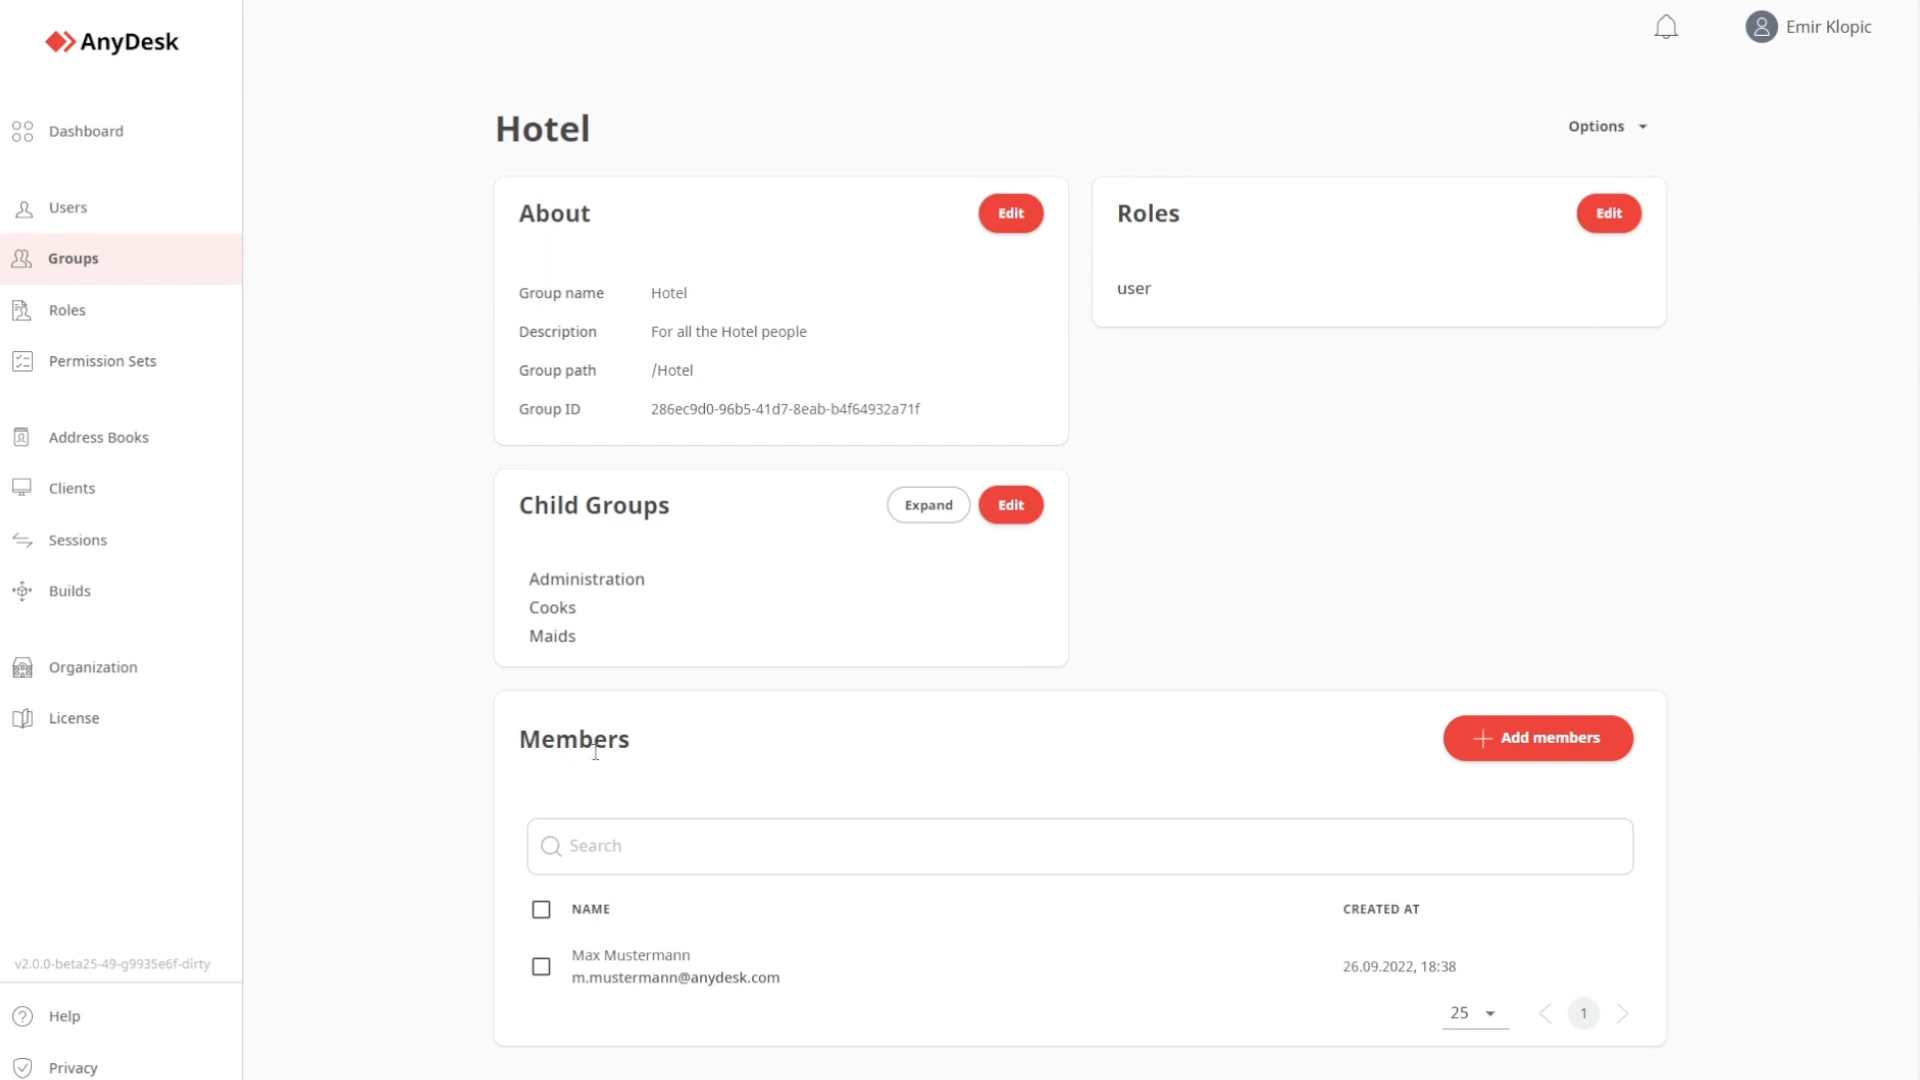 AnyDesk
Emir Klopic
Dashboard
Users
Groups
Roles
Permission Sets
Address Books
Clients
Sessions
Builds
Organization
License
v2.0.0-beta25-49-g9935e6f-dirty
Help
Privacy
Hotel
Options
About
Edit
Group name Hotel
Description For all the Hotel people
Group path /Hotel
Group ID 286ec9d0-96b5-41d7-8eab-b4f64932a71f
Roles
Edit
user
Child Groups
Expand
Edit
Administration
Cooks
Maids
Members
Add members
Search
NAME CREATED AT
Max Mustermann
m.mustermann@anydesk.com
26.09.2022, 18:38
25
1